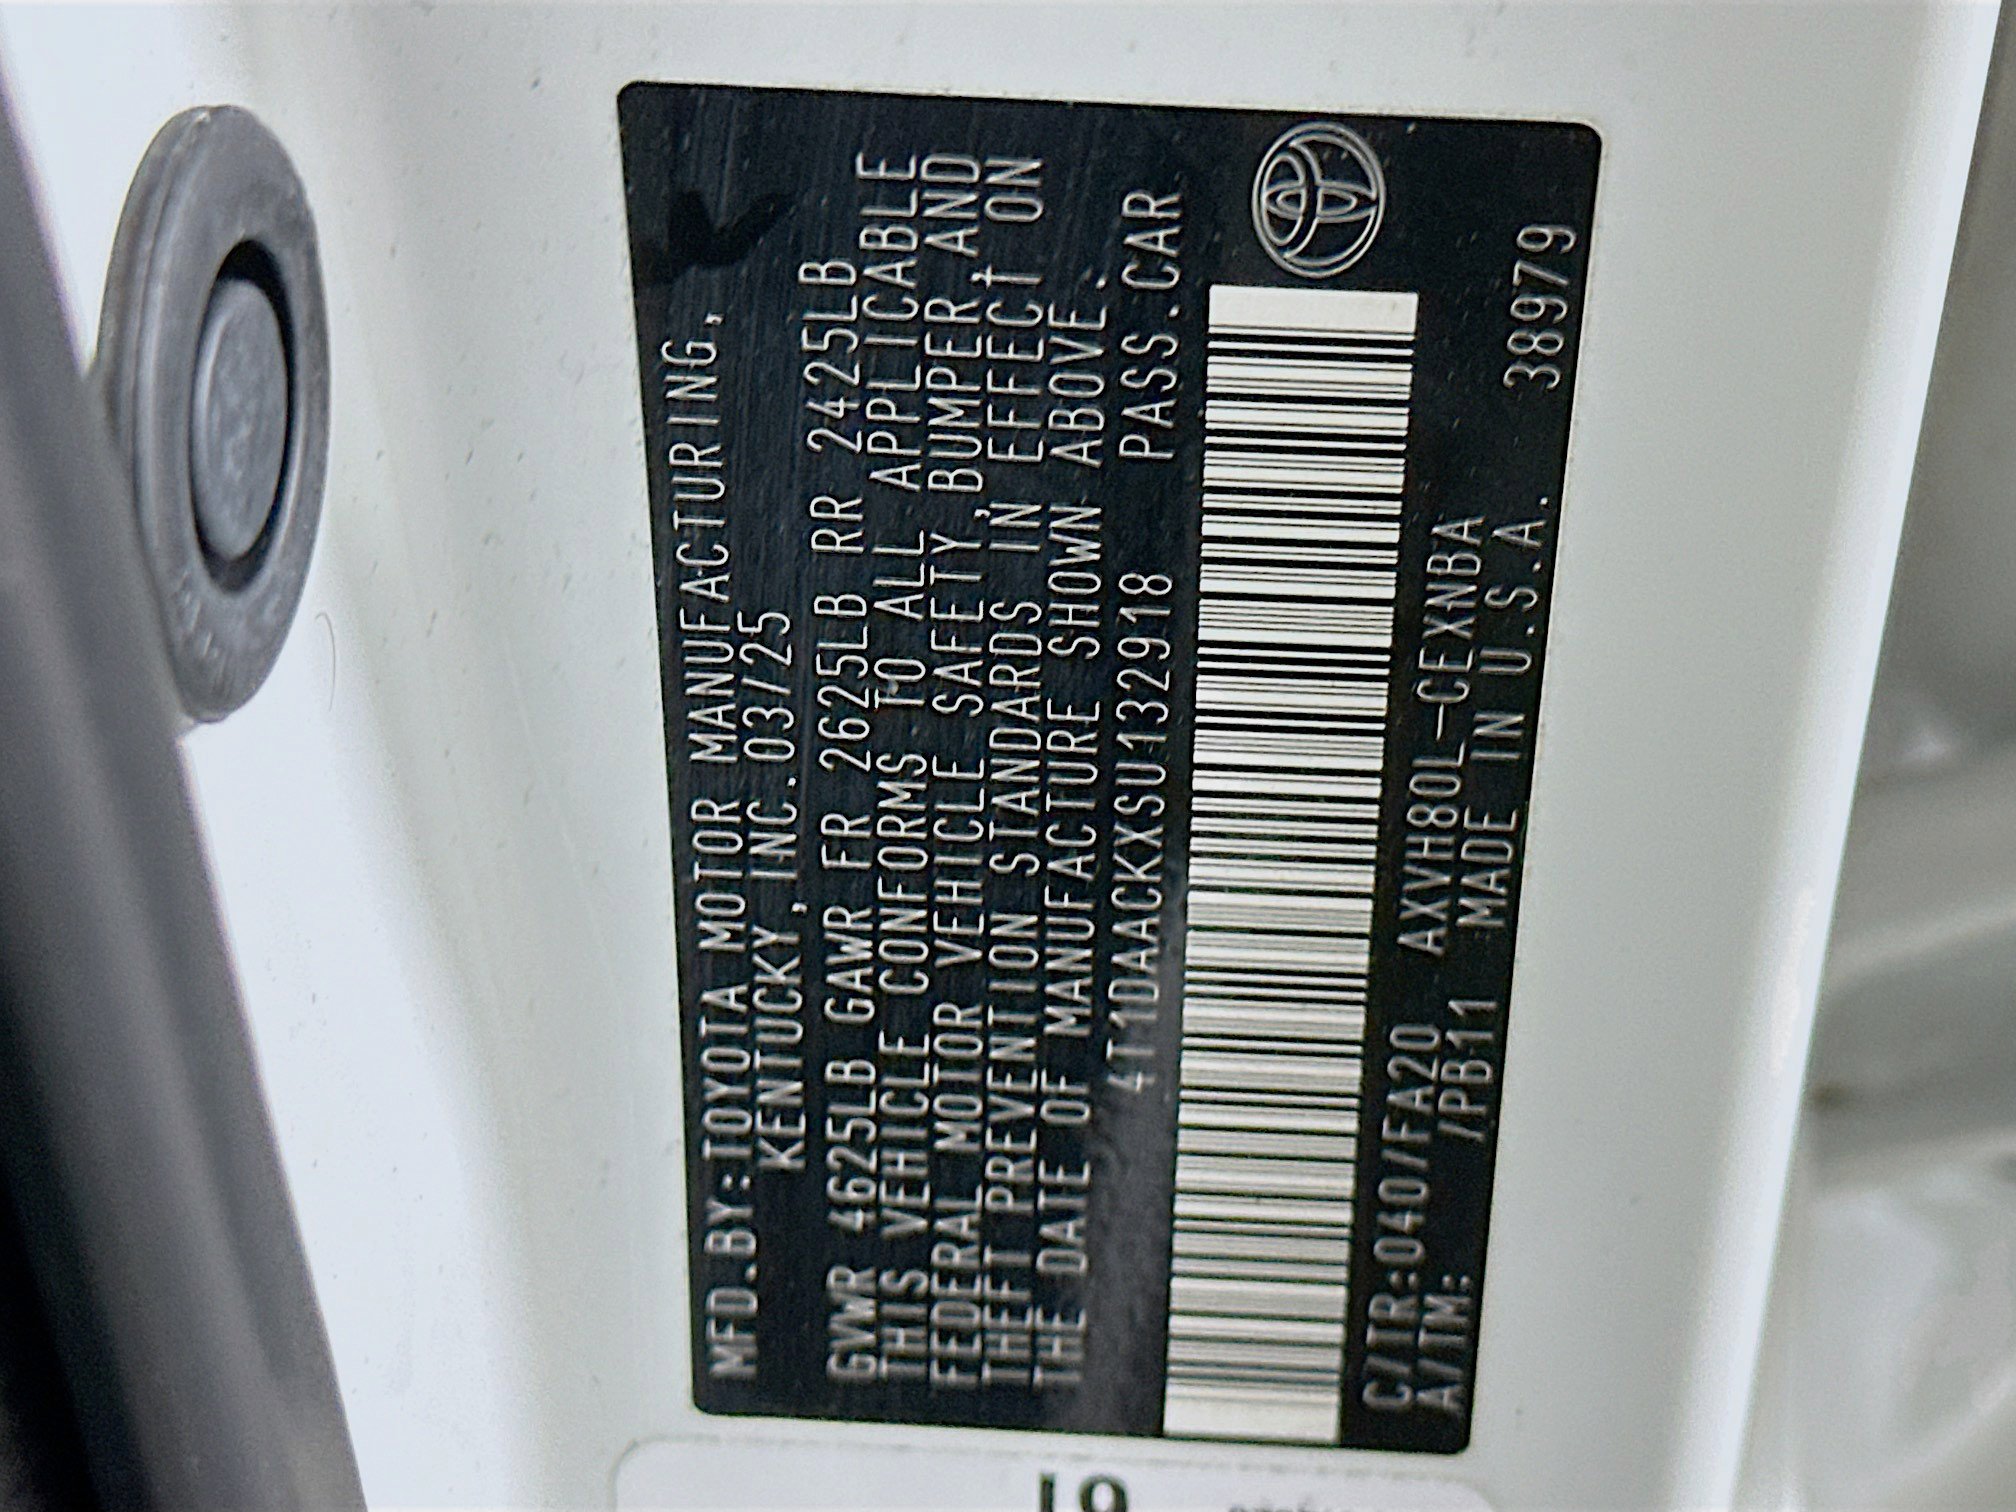 MFD.BY:TOYOTA MOTOR MANUFACTURING,
KENTUCKY,INC.03/25
GVWR 4625LB GAWR FR 2625LB RR 2425LB
THIS VEHICLE CONFORMS TO ALL APPLICABLE
FEDERAL MOTOR VEHICLE SAFETY,BUMPER,AND
THEFT PREVENTION STANDARDS IN EFFECT ON
THE DATE OF MANUFACTURE SHOWN ABOVE.
4T1DAACKXSU132918 PASS.CAR
C/TR:040/FA20 AXVH80L-CEXNBA
A/TM: /PB11 MADE IN U.S.A. 38979